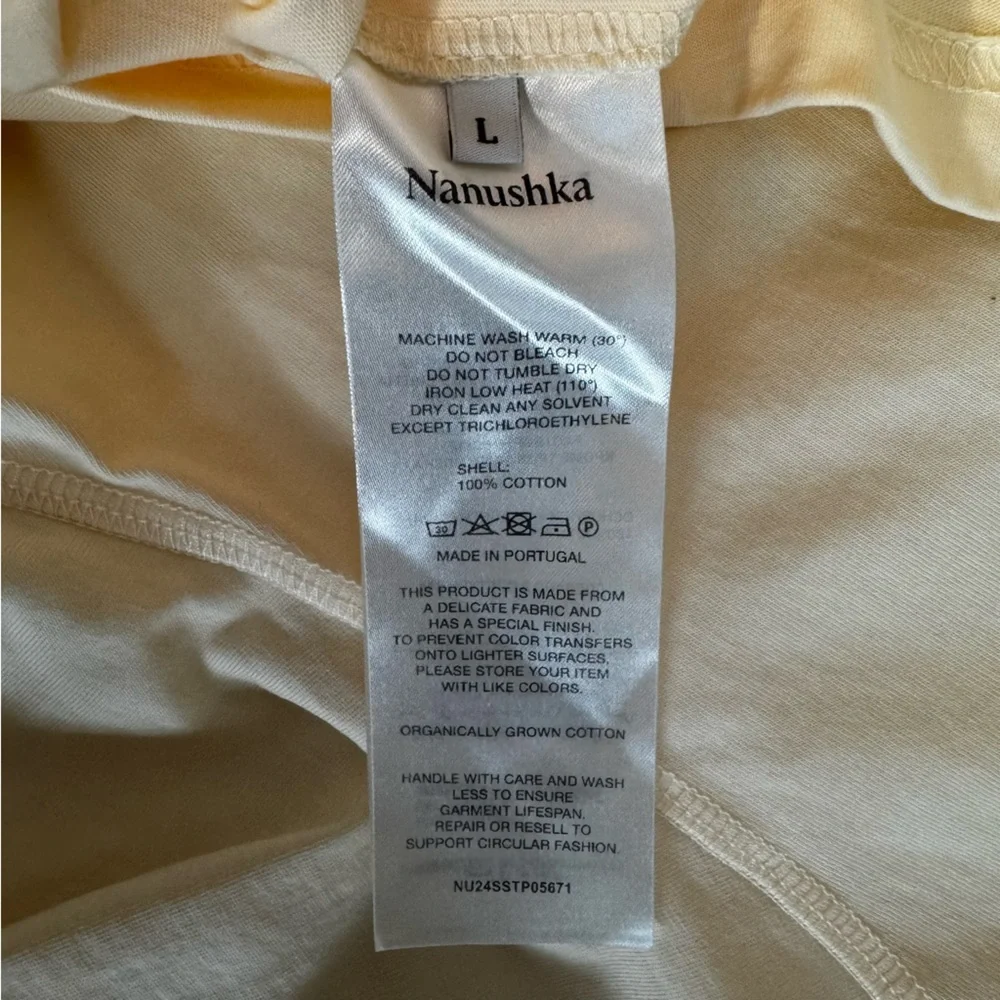 L
Nanushka
MACHINE WASH WARM (30°)
DO NOT BLEACH
DO NOT TUMBLE DRY
IRON LOW HEAT (110°)
DRY CLEAN ANY SOLVENT
EXCEPT TRICHLOROETHYLENE
SHELL:
100% COTTON
30 P
MADE IN PORTUGAL
THIS PRODUCT IS MADE FROM
A DELICATE FABRIC AND
HAS A SPECIAL FINISH.
TO PREVENT COLOR TRANSFERS
ONTO LIGHTER SURFACES,
PLEASE STORE YOUR ITEM
WITH LIKE COLORS.
ORGANICALLY GROWN COTTON
HANDLE WITH CARE AND WASH
LESS TO ENSURE
GARMENT LIFESPAN.
REPAIR OR RESELL TO
SUPPORT CIRCULAR FASHION.
NU24SSTP05671